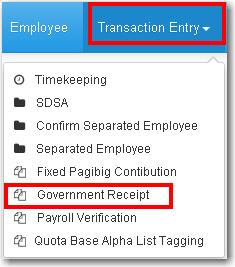 Employee
Transaction Entry
Timekeeping
SDSA
Confirm Separated Employee
Separated Employee
Fixed Pagibig Contibution
Government Receipt
Payroll Verification
Quota Base Alpha List Tagging